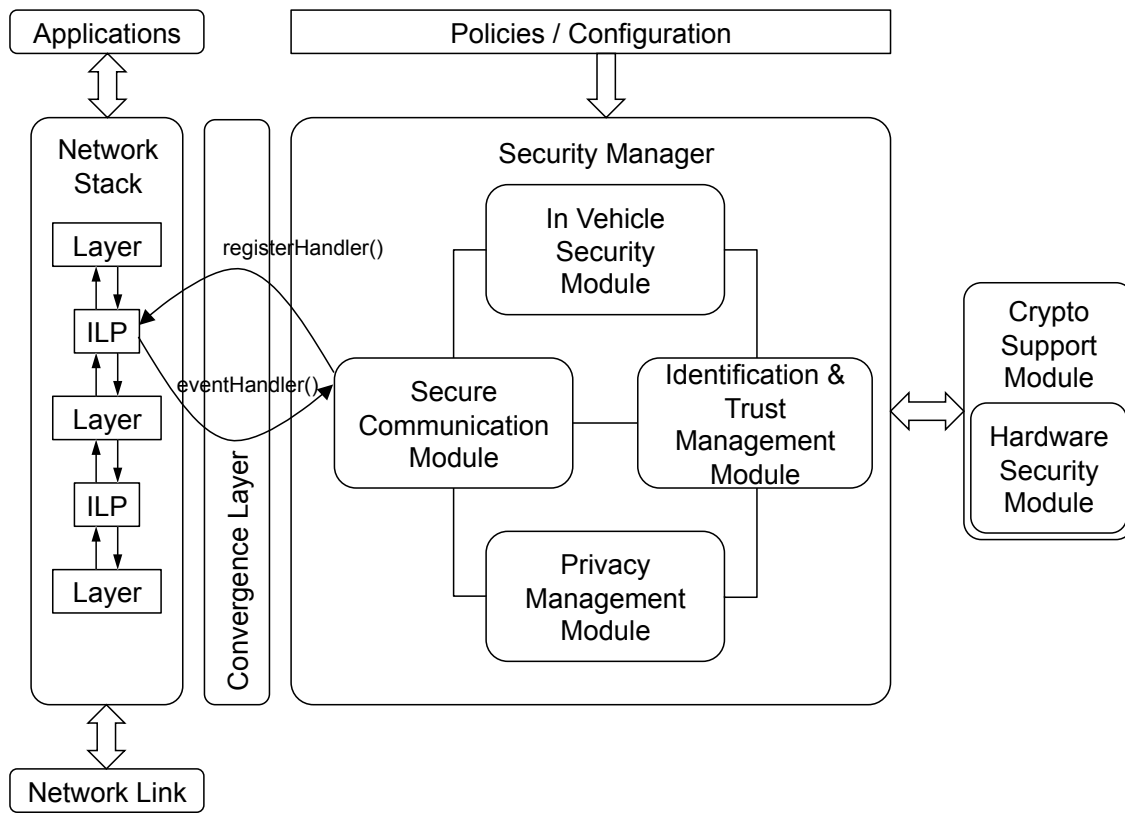 Applications
Policies / Configuration
Network
Stack
Layer
ILP
Layer
ILP
Layer
Network Link
Convergence Layer
registerHandler()
eventHandler()
Security Manager
In Vehicle
Security
Module
Secure
Communication
Module
Identification &
Trust
Management
Module
Privacy
Management
Module
Crypto
Support
Module
Hardware
Security
Module